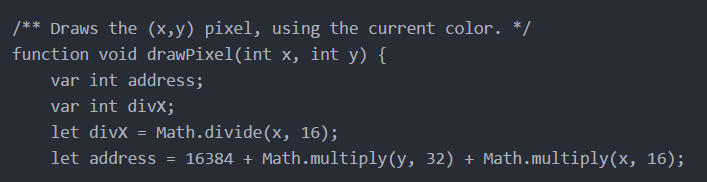 /** Draws the (x,y) pixel, using the current color. */
function void drawPixel(int x, int y) {
    var int address;
    var int divX;
    let divX = Math.divide(x, 16);
    let address = 16384 + Math.multiply(y, 32) + Math.multiply(x, 16);